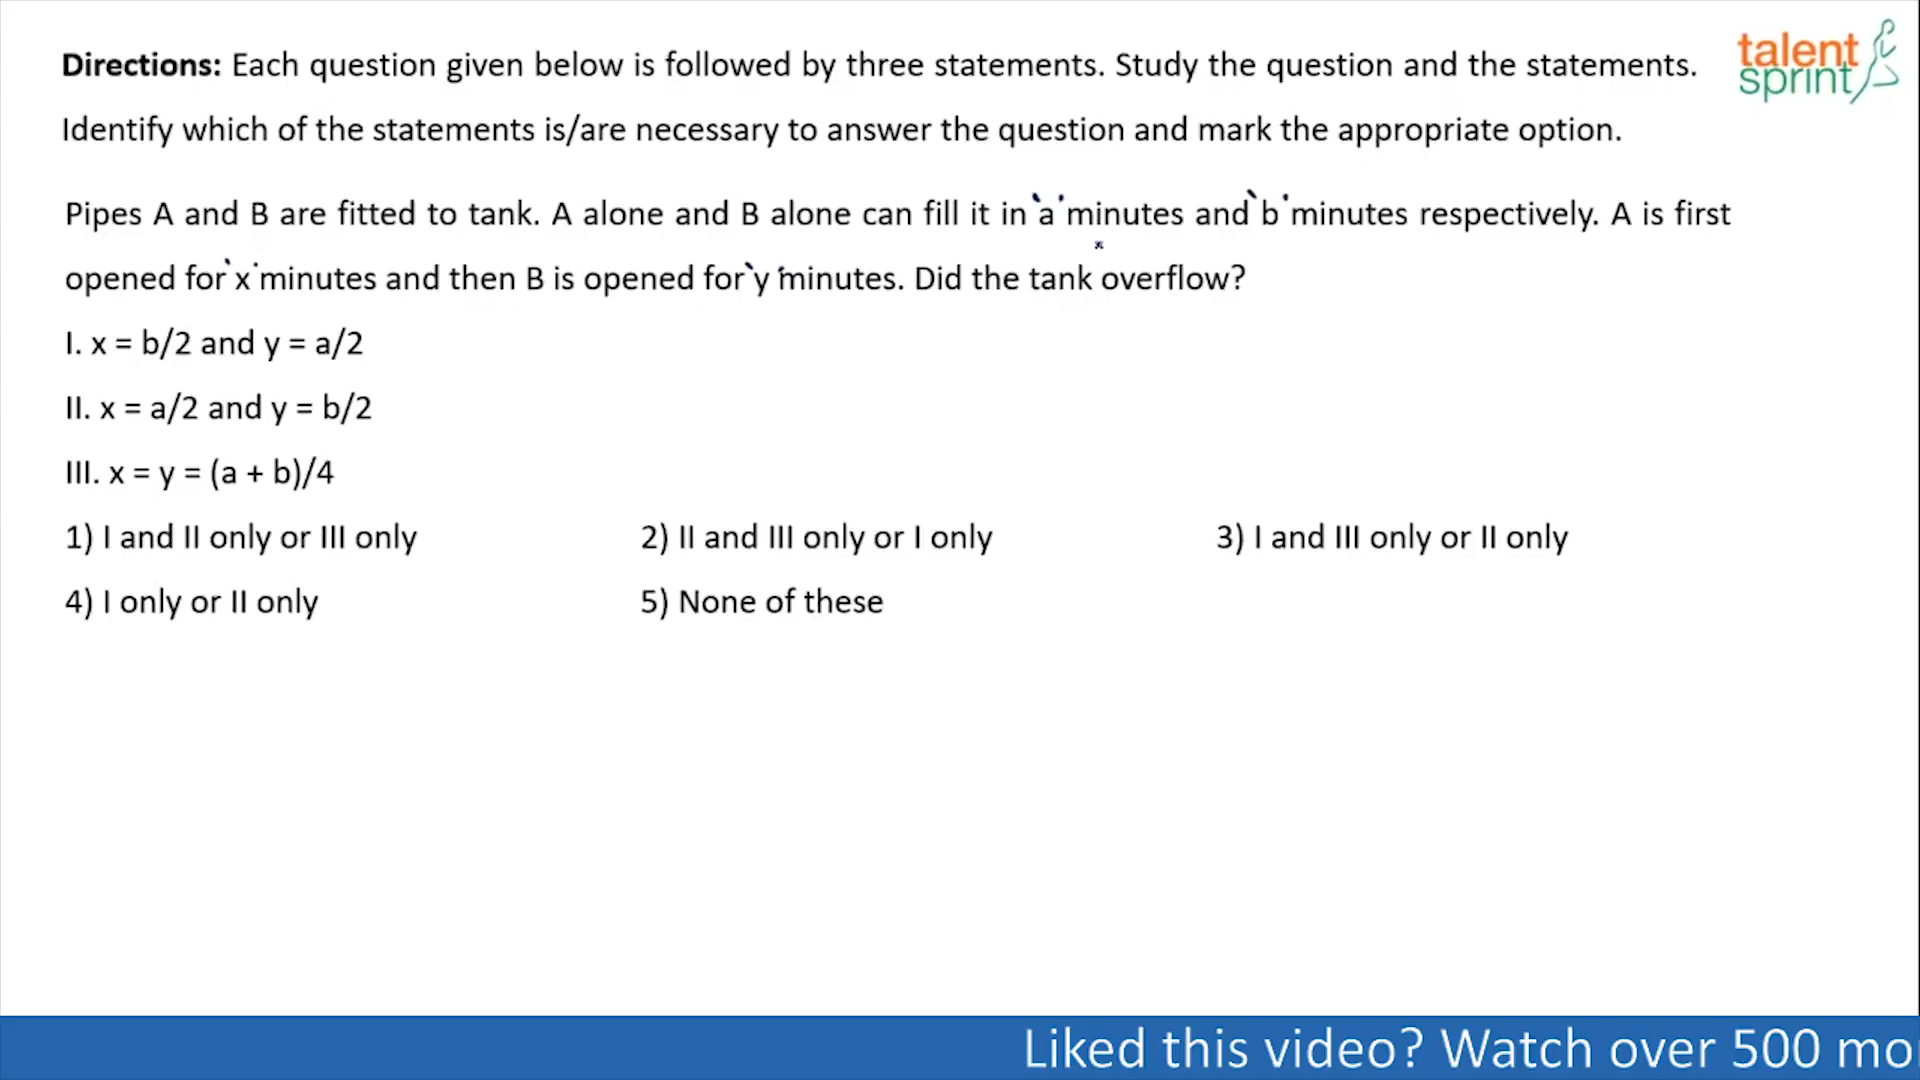 talent
sprint
Directions: Each question given below is followed by three statements. Study the question and the statements.
Identify which of the statements is/are necessary to answer the question and mark the appropriate option.
Pipes A and B are fitted to tank. A alone and B alone can fill it in 'a' minutes and 'b' minutes respectively. A is first
opened for 'x' minutes and then B is opened for 'y' minutes. Did the tank overflow?
I. x = b/2 and y = a/2
II. x = a/2 and y = b/2
III. x = y = (a + b)/4
1) I and II only or III only 2) II and III only or I only 3) I and III only or II only
4) I only or II only 5) None of these
Liked this video? Watch over 500 mo